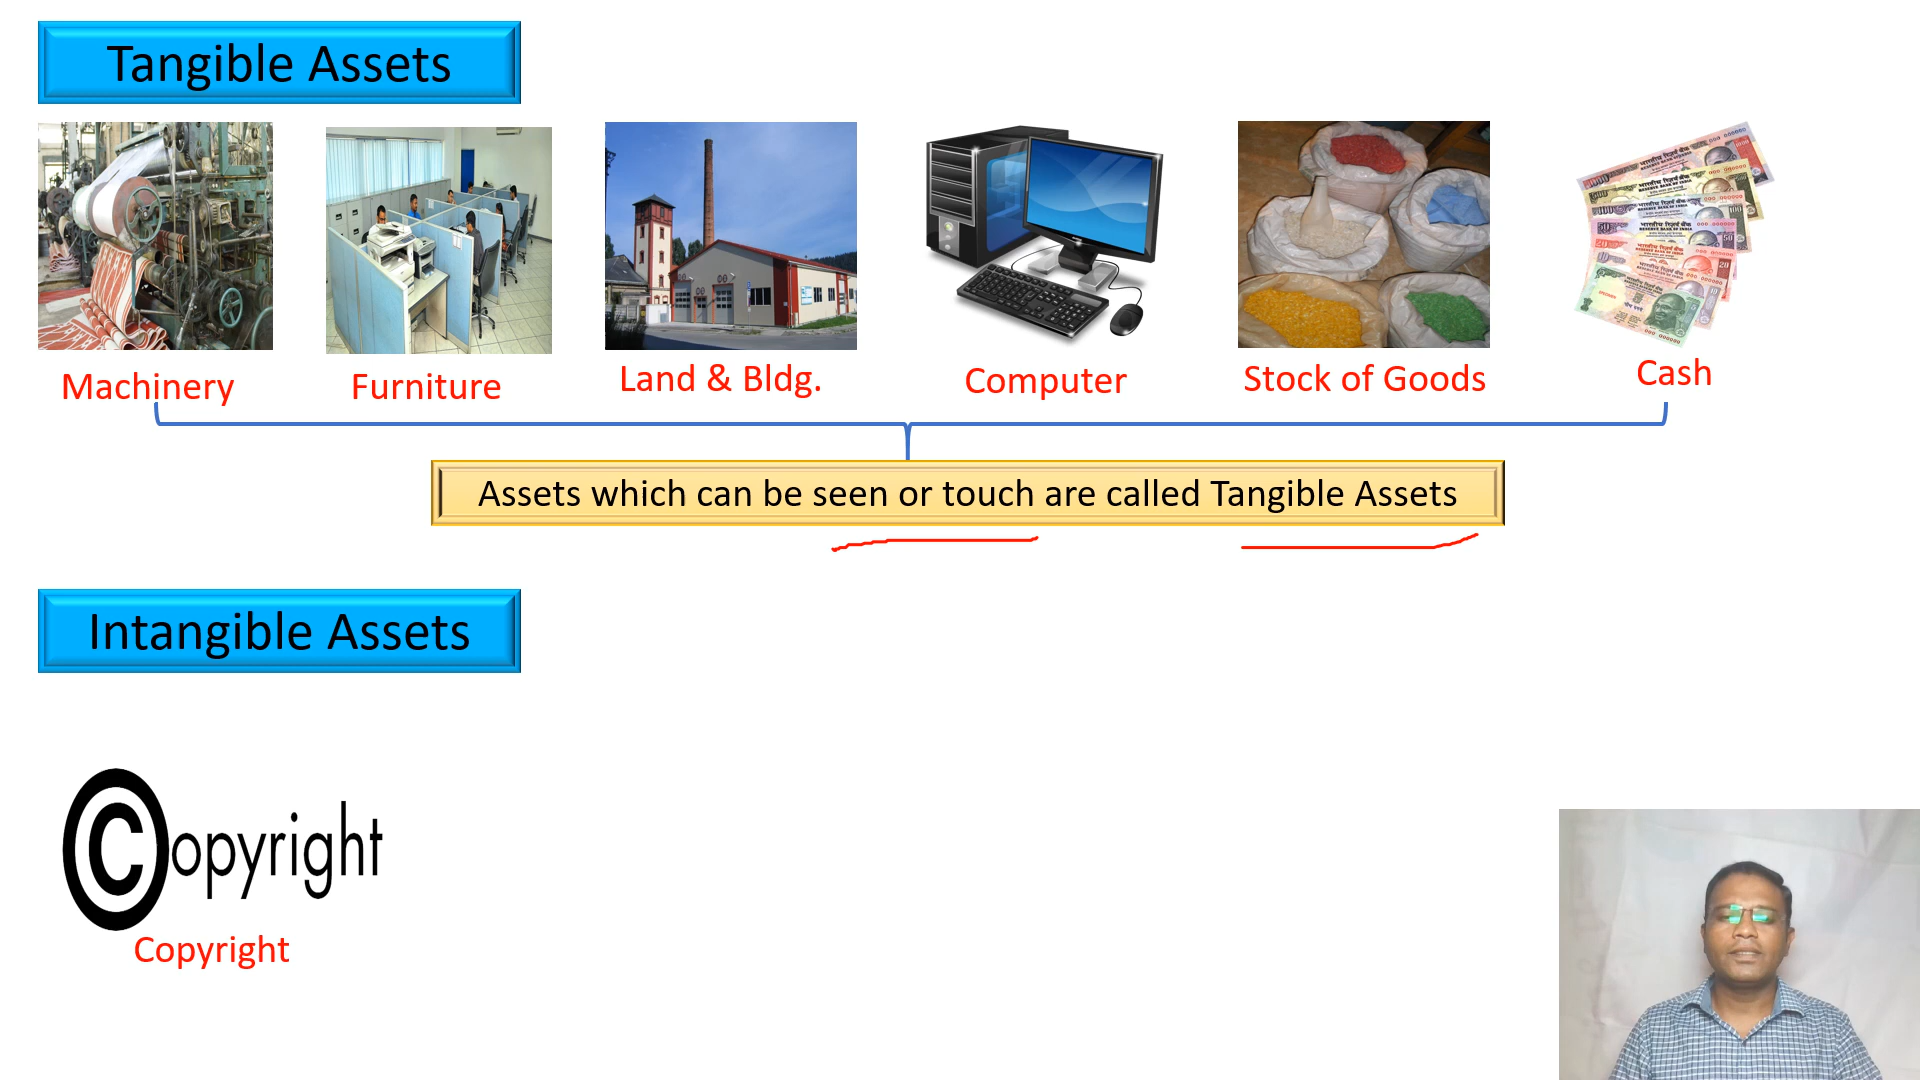 Tangible Assets
Machinery
Furniture
Land & Bldg.
Computer
Stock of Goods
Cash
Assets which can be seen or touch are called Tangible Assets
Intangible Assets
Copyright
Copyright